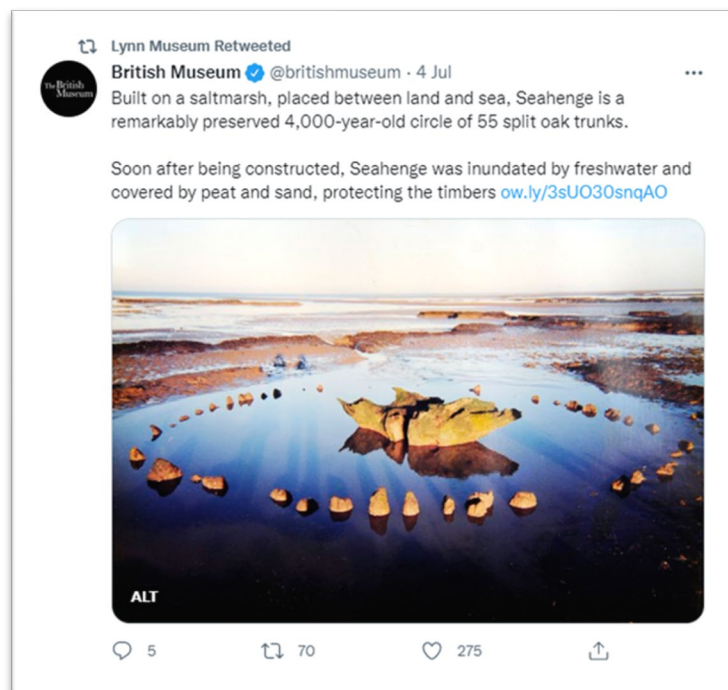 Lynn Museum Retweeted
The British
Museum
British Museum @britishmuseum · 4 Jul
Built on a saltmarsh, placed between land and sea, Seahenge is a
remarkably preserved 4,000-year-old circle of 55 split oak trunks.
Soon after being constructed, Seahenge was inundated by freshwater and
covered by peat and sand, protecting the timbers ow.ly/3sUO30snqAO
ALT
5 70 275